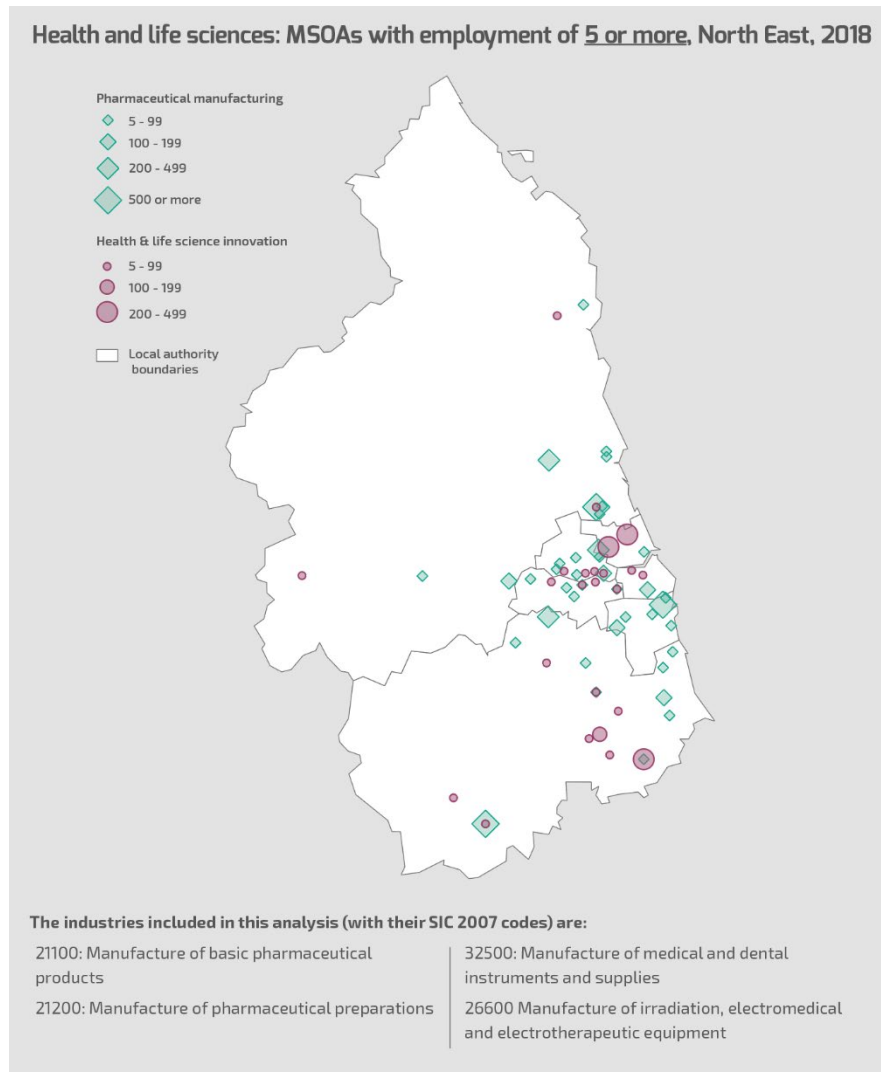 Health and life sciences: MSOAs with employment of 5 or more, North East, 2018
Pharmaceutical manufacturing
5 - 99
100 - 199
200 - 499
500 or more
Health & life science innovation
5 - 99
100 - 199
200 - 499
Local authority
boundaries
The industries included in this analysis (with their SIC 2007 codes) are:
21100: Manufacture of basic pharmaceutical
products
21200: Manufacture of pharmaceutical preparations
32500: Manufacture of medical and dental
instruments and supplies
26600 Manufacture of irradiation, electromedical
and electrotherapeutic equipment